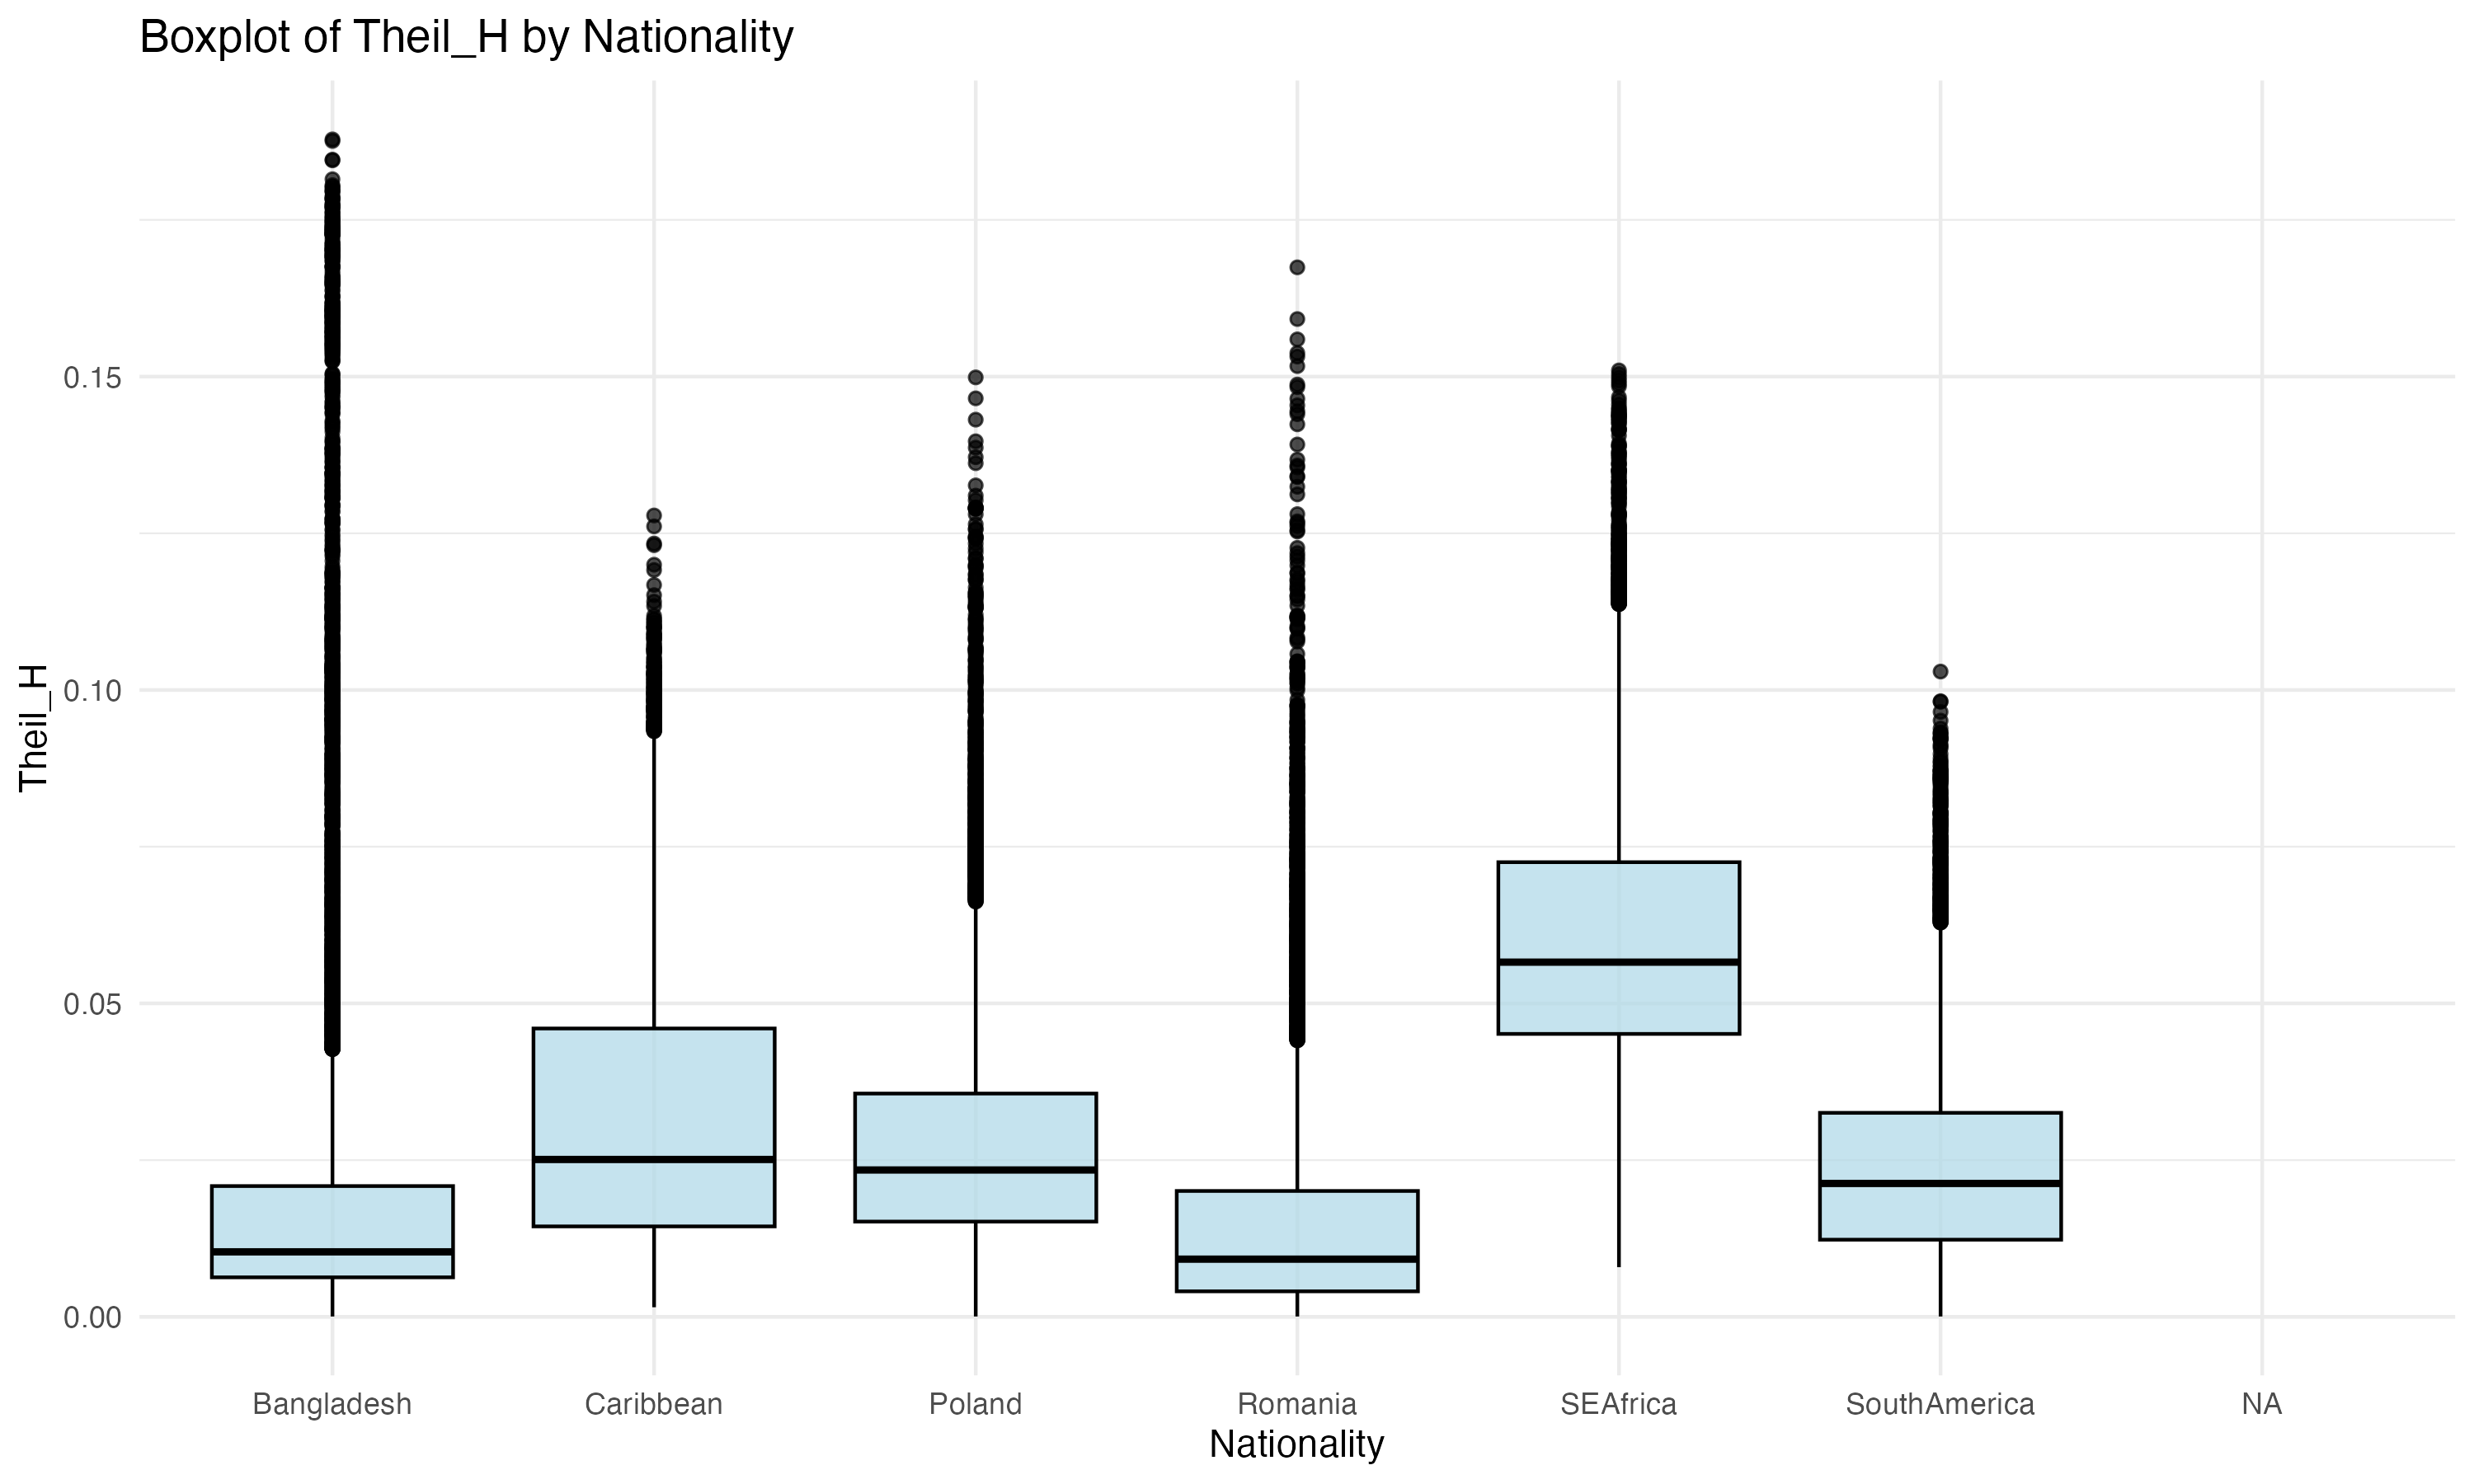 Boxplot of Theil_H by Nationality
Theil_H
0.15
0.10
0.05
0.00
Bangladesh Caribbean Poland Romania SEAfrica SouthAmerica NA
Nationality